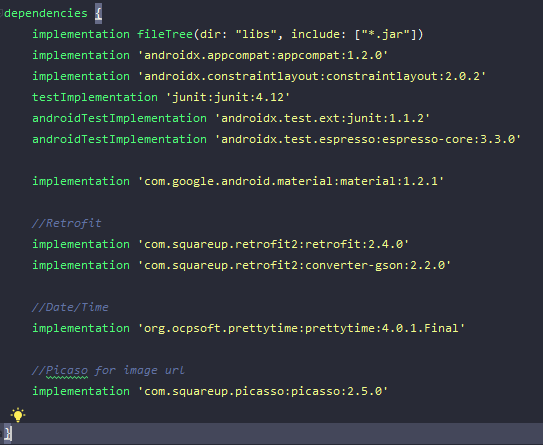 dependencies {
implementation fileTree(dir: "libs", include: ["*.jar"])
implementation 'androidx.appcompat:appcompat:1.2.0'
implementation 'androidx.constraintlayout:constraintlayout:2.0.2'
testImplementation 'junit:junit:4.12'
androidTestImplementation 'androidx.test.ext:junit:1.1.2'
androidTestImplementation 'androidx.test.espresso:espresso-core:3.3.0'
implementation 'com.google.android.material:material:1.2.1'
//Retrofit
implementation 'com.squareup.retrofit2:retrofit:2.4.0'
implementation 'com.squareup.retrofit2:converter-gson:2.2.0'
//Date/Time
implementation 'org.ocpsoft.prettytime:prettytime:4.0.1.Final'
//Picaso for image url
implementation 'com.squareup.picasso:picasso:2.5.0'
}